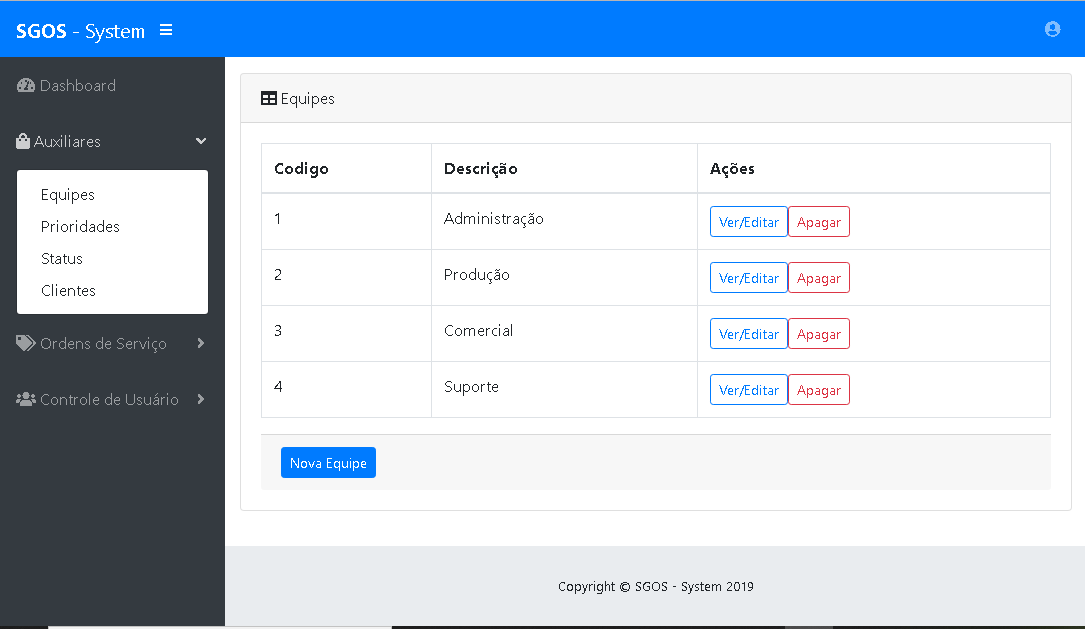 SGOS - System
Dashboard
Auxiliares
Equipes
Prioridades
Status
Clientes
Ordens de Serviço
Controle de Usuário
Equipes
Codigo Descrição Ações
1 Administração Ver/Editar Apagar
2 Produção Ver/Editar Apagar
3 Comercial Ver/Editar Apagar
4 Suporte Ver/Editar Apagar
Nova Equipe
Copyright © SGOS - System 2019